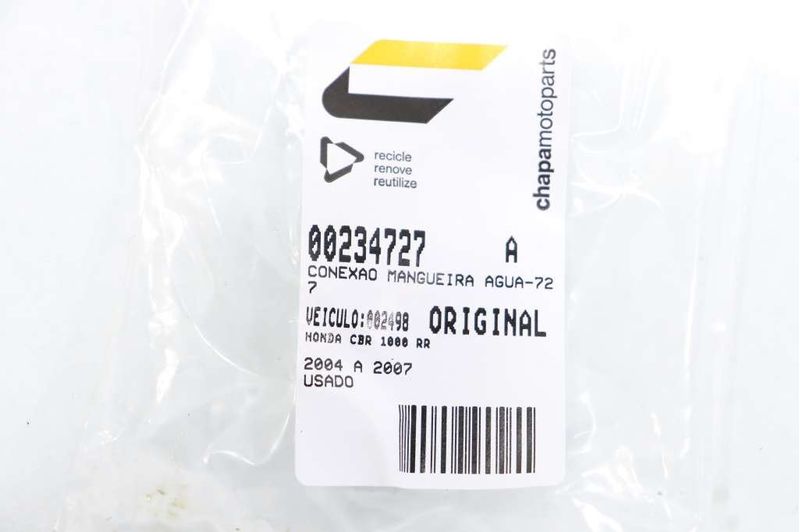 chapamotoparts
recicle
renove
reutilize
00234727 A
CONEXAO MANGUEIRA AGUA-72
7
VEICULO:002498 ORIGINAL
HONDA CBR 1000 RR
2004 A 2007
USADO